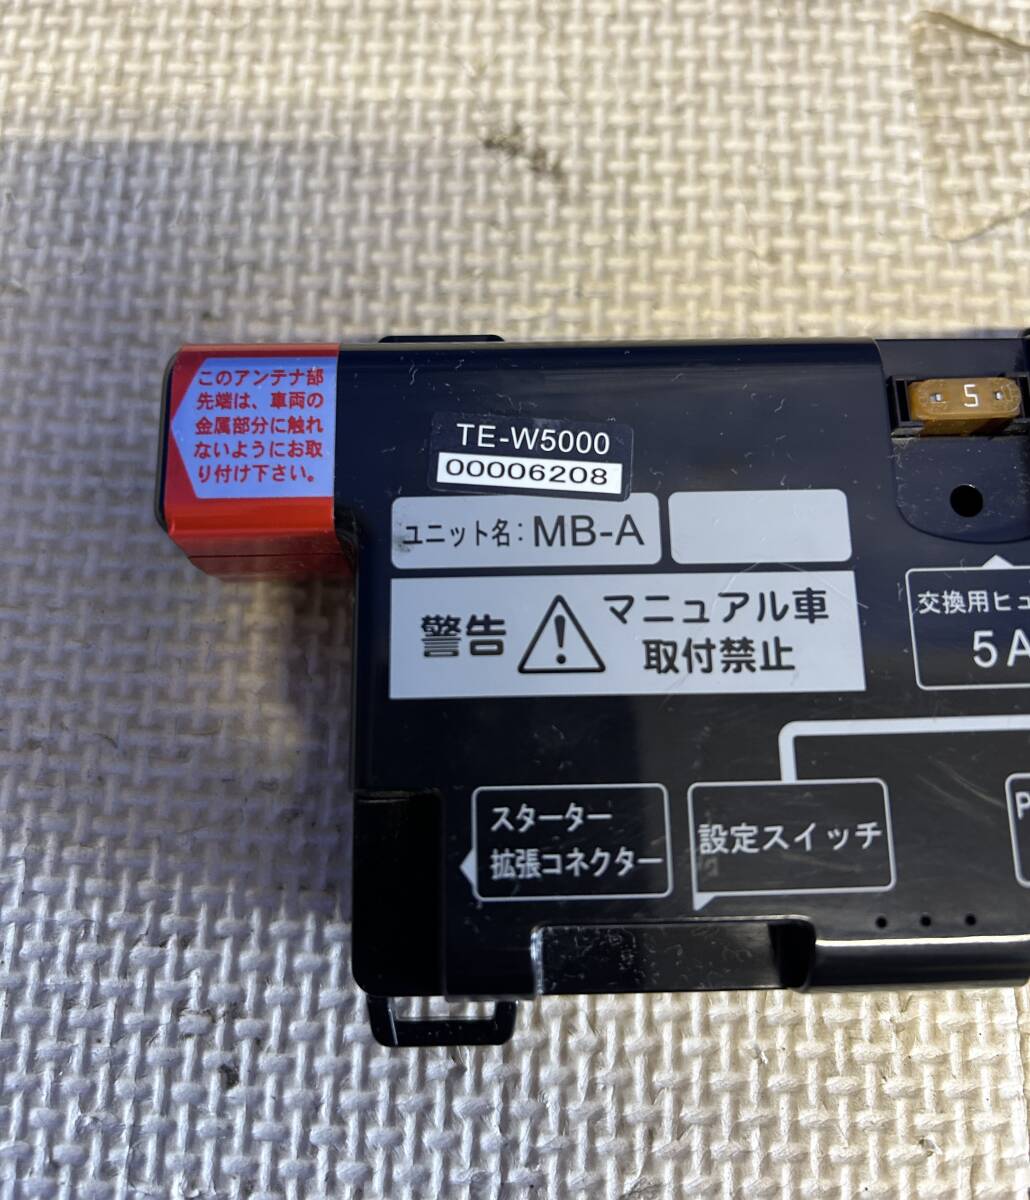 このアンテナ部
先端は、車両の
金属部分に触れ
ないようにお取
り付け下さい。
TE-W5000
00006208
5
ユニット名：MB-A
警告
マニュアル車
取付禁止
交換用ヒュ
5A
スターター
拡張コネクター
設定スイッチ
P